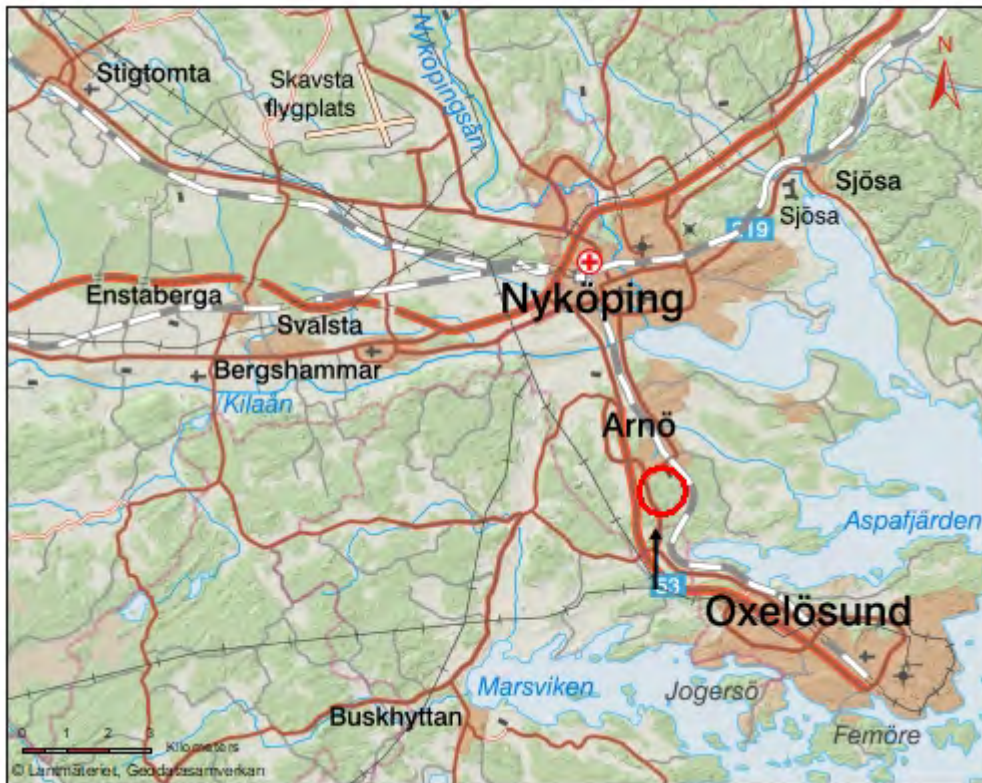 N
Stigtomta
Skavsta
flygplats
Nyköpingsån
Sjösa
Sjösa
219
Enstaberga
Svalsta
Nyköping
Bergshammar
Kilaån
Arnö
Aspafjärden
53
Oxelösund
Marsviken
Jogersö
Buskhyttan
Femöre
0 1 2 3 Kilometers
© Lantmäteriet, Geodatasamverkan